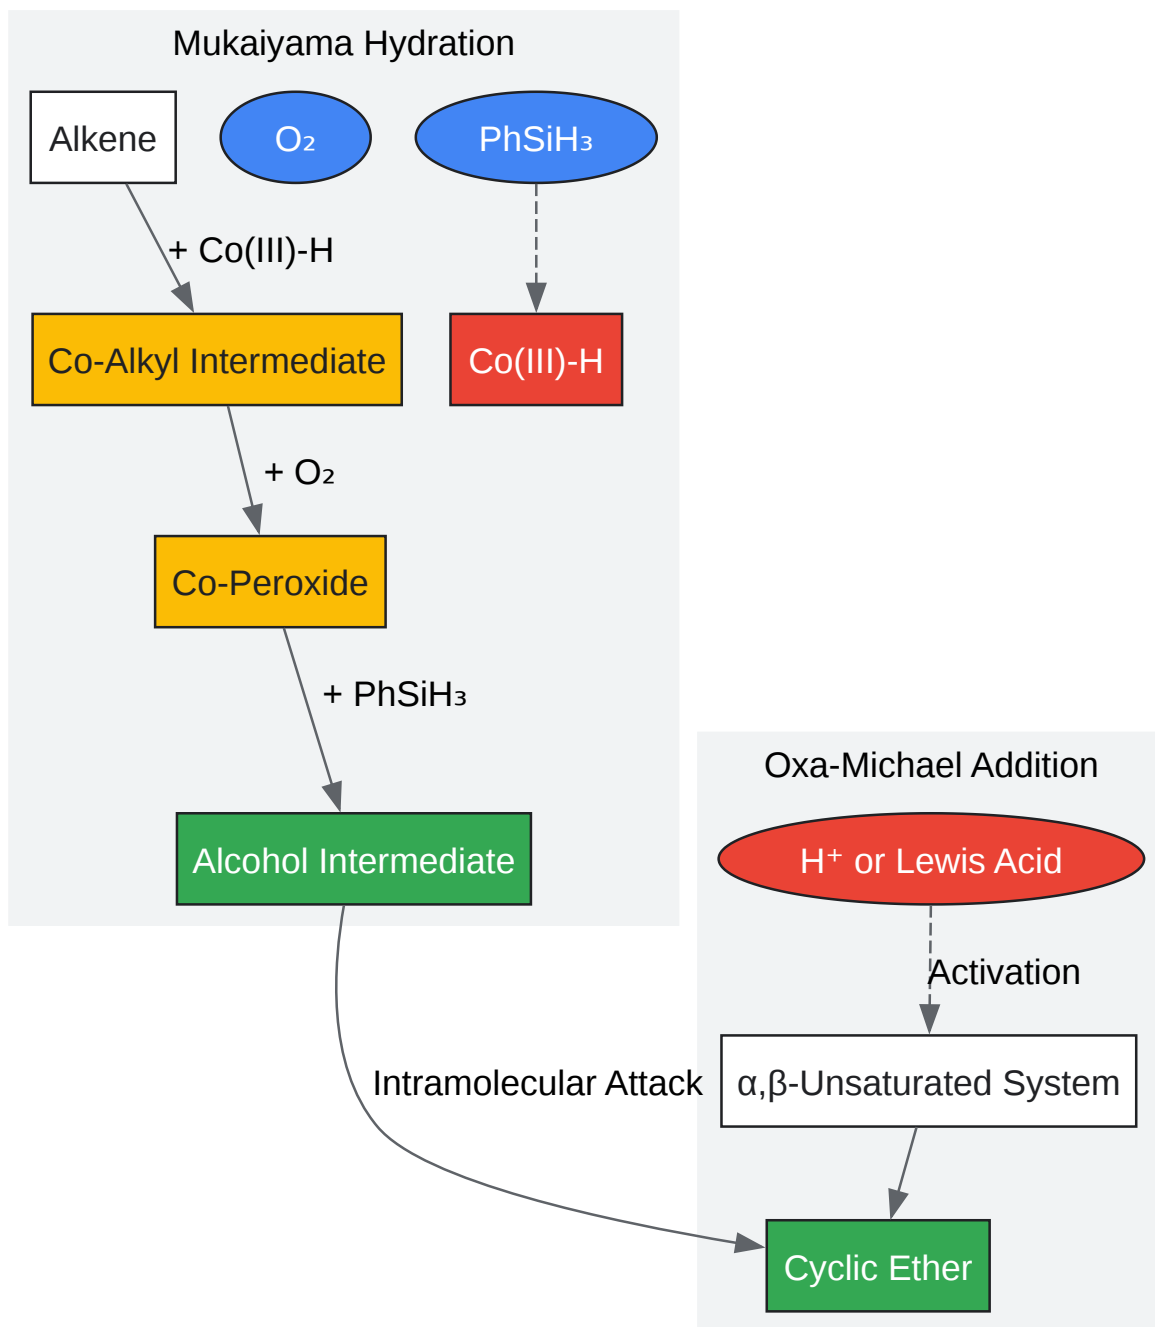 Mukaiyama Hydration
Alkene
O₂
PhSiH₃
+ Co(III)-H
Co-Alkyl Intermediate
Co(III)-H
+ O₂
Co-Peroxide
+ PhSiH₃
Alcohol Intermediate
Oxa-Michael Addition
H⁺ or Lewis Acid
Activation
Intramolecular Attack
α,β-Unsaturated System
Cyclic Ether